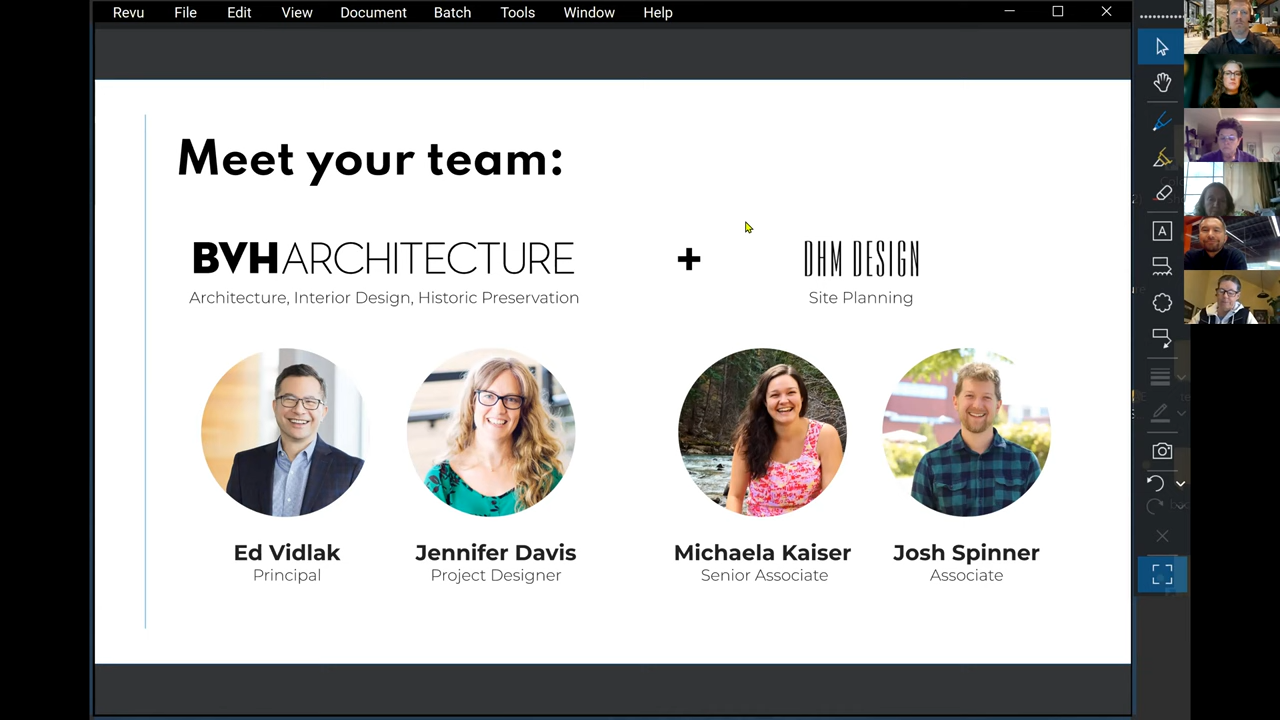 Revu File Edit View Document Batch Tools Window Help
Meet your team:
BVHARCHITECTURE + DHM DESIGN
Architecture, Interior Design, Historic Preservation
Site Planning
Ed Vidlak
Principal
Jennifer Davis
Project Designer
Michaela Kaiser
Senior Associate
Josh Spinner
Associate
A